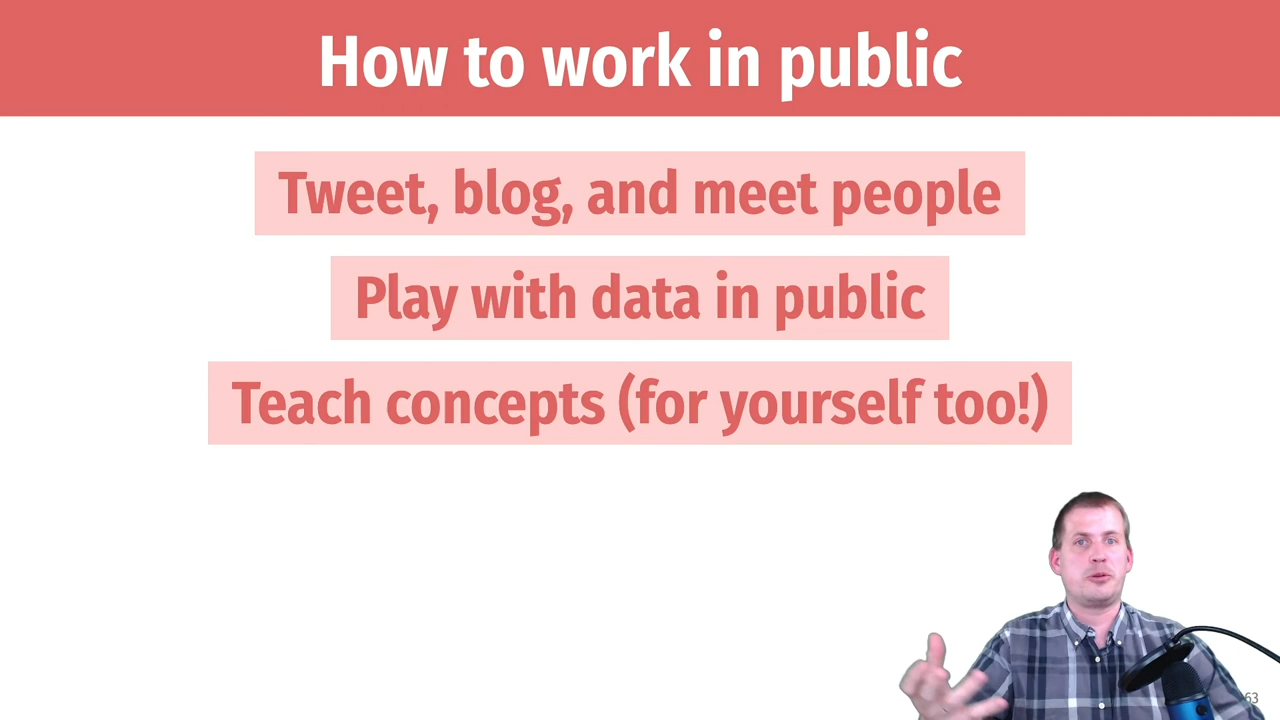 How to work in public
Tweet, blog, and meet people
Play with data in public
Teach concepts (for yourself too!)
63